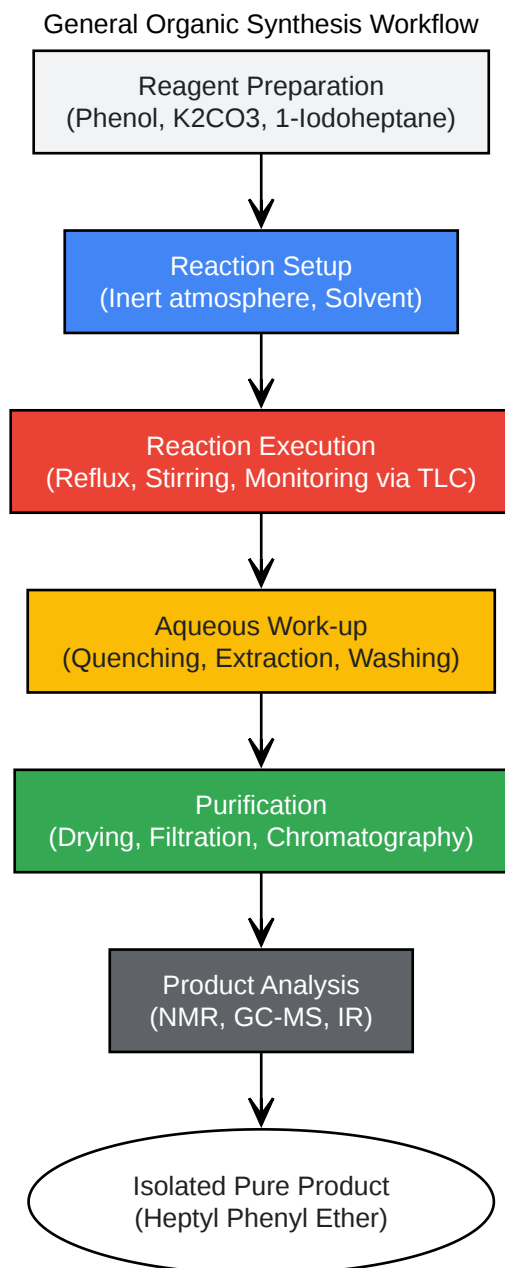 General Organic Synthesis Workflow
Reagent Preparation
(Phenol, K2CO3, 1-Iodoheptane)
Reaction Setup
(Inert atmosphere, Solvent)
Reaction Execution
(Reflux, Stirring, Monitoring via TLC)
Aqueous Work-up
(Quenching, Extraction, Washing)
Purification
(Drying, Filtration, Chromatography)
Product Analysis
(NMR, GC-MS, IR)
Isolated Pure Product
(Heptyl Phenyl Ether)